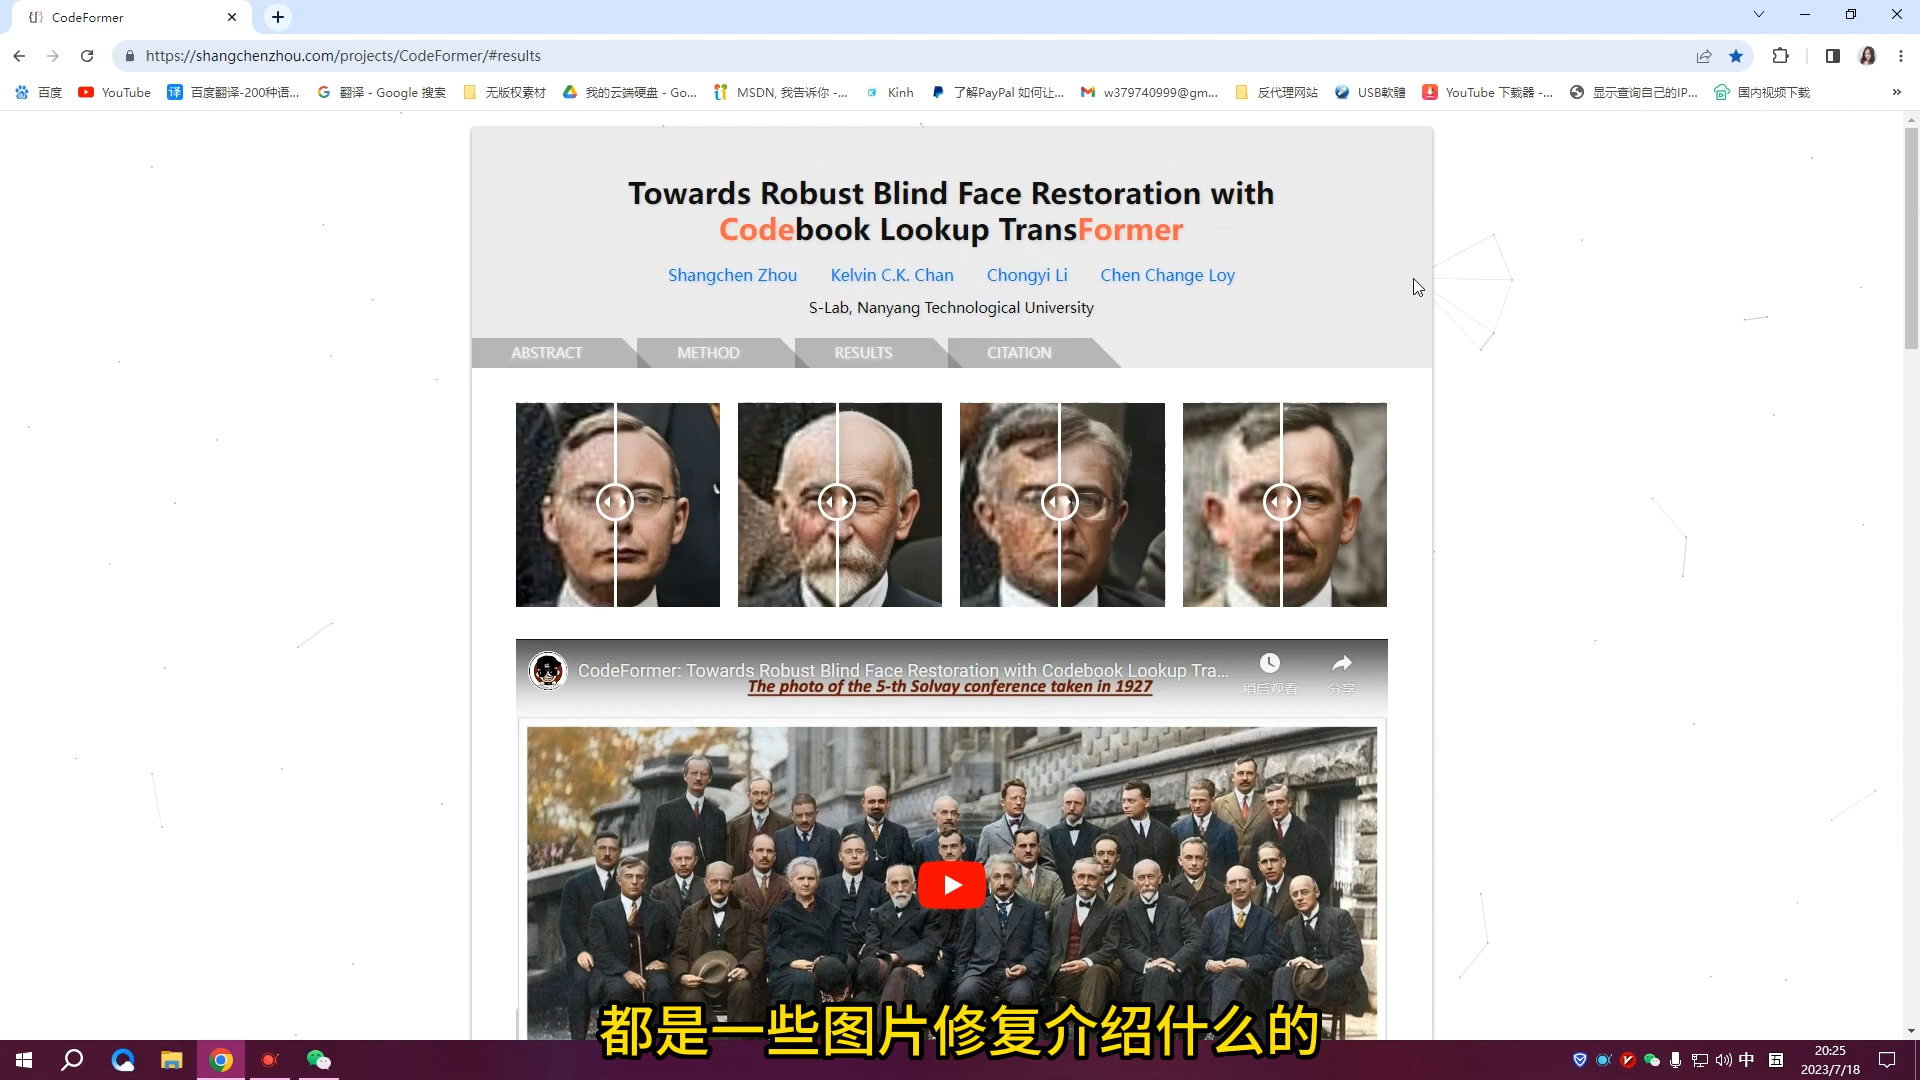 CodeFormer
https://shangchenzhou.com/projects/CodeFormer/#results
百度
YouTube
百度翻译-200种语...
翻译 - Google 搜索
无版权素材
我的云端硬盘 - Go...
MSDN, 我告诉你 -...
Kinh
了解PayPal 如何让...
w379740999@gm...
反代理网站
USB軟體
YouTube 下载器 -...
显示查询自己的IP...
国内视频下载
Towards Robust Blind Face Restoration with
Codebook Lookup TransFormer
Shangchen Zhou Kelvin C.K. Chan Chongyi Li Chen Change Loy
S-Lab, Nanyang Technological University
ABSTRACT METHOD RESULTS CITATION
CodeFormer: Towards Robust Blind Face Restoration with Codebook Lookup Tra...
稍后观看 分享
The photo of the 5-th Solvay conference taken in 1927
都是一些图片修复介绍什么的
中
五
20:25
2023/7/18